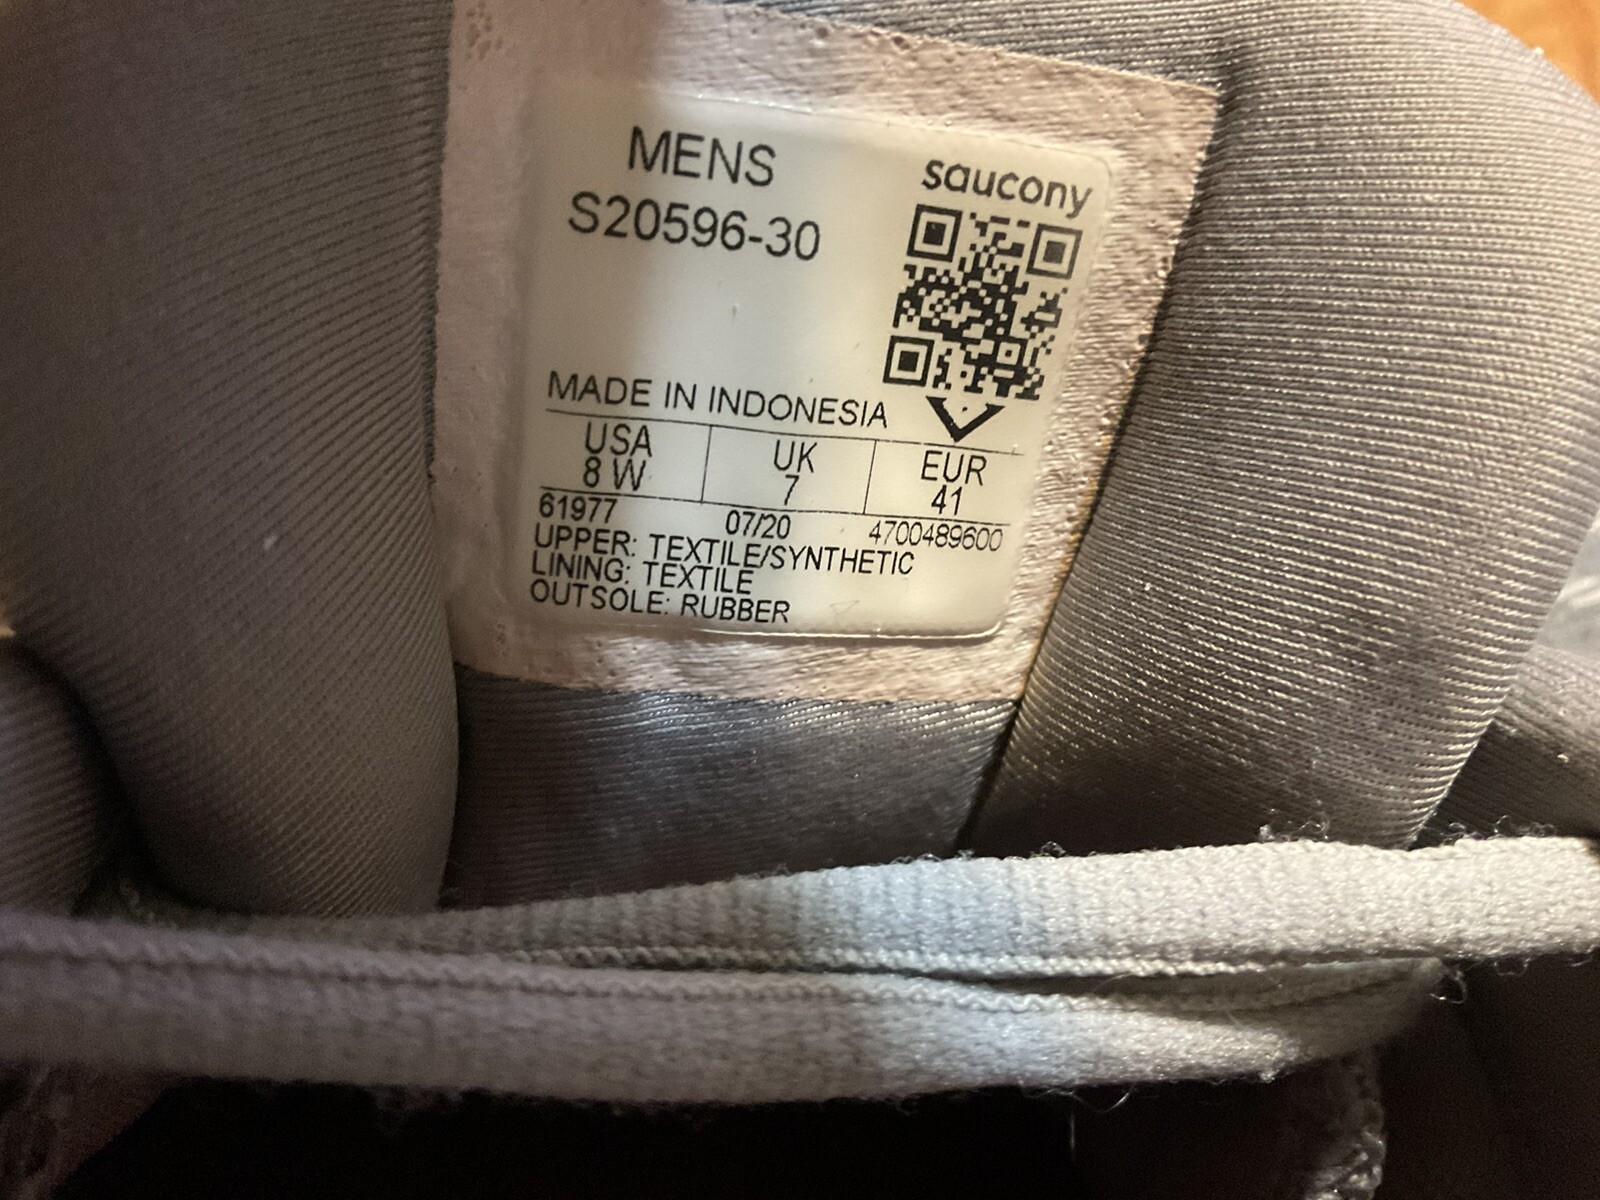 MENS
S20596-30
saucony
MADE IN INDONESIA
USA UK EUR
8 W 7 41
61977 07/20 4700489600
UPPER: TEXTILE/SYNTHETIC
LINING: TEXTILE
OUTSOLE: RUBBER